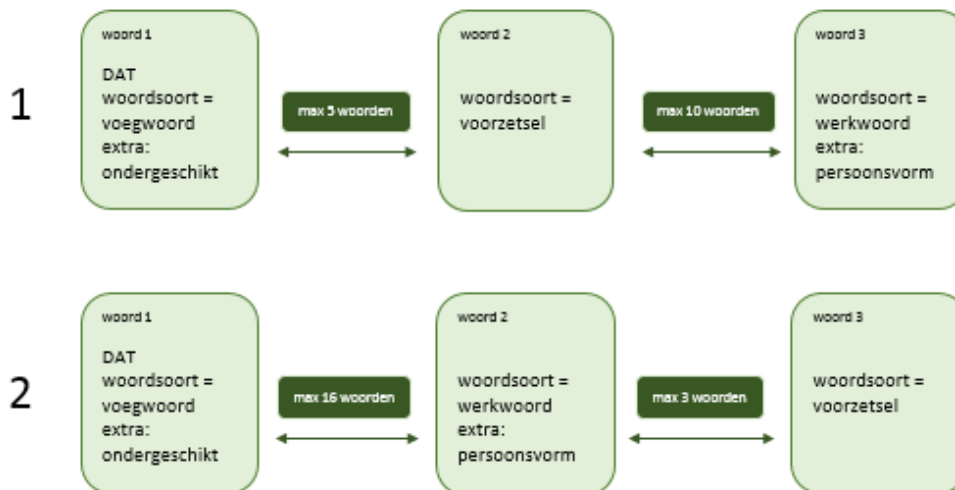 1
woord 1
DAT
woordsoort =
voegwoord
extra:
ondergeschikt
max 5 woorden
woord 2
woordsoort =
voorzetsel
max 10 woorden
woord 3
woordsoort =
werkwoord
extra:
persoonsvorm
2
woord 1
DAT
woordsoort =
voegwoord
extra:
ondergeschikt
max 16 woorden
woord 2
woordsoort =
werkwoord
extra:
persoonsvorm
max 3 woorden
woord 3
woordsoort =
voorzetsel